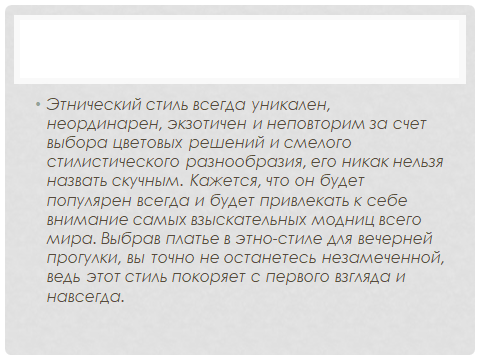 • Этнический стиль всегда уникален,
неординарен, экзотичен и неповторим за счет
выбора цветовых решений и смелого
стилистического разнообразия, его никак нельзя
назвать скучным. Кажется, что он будет
популярен всегда и будет привлекать к себе
внимание самых взыскательных модниц всего
мира. Выбрав платье в этно-стиле для вечерней
прогулки, вы точно не останетесь незамеченной,
ведь этот стиль покоряет с первого взгляда и
навсегда.